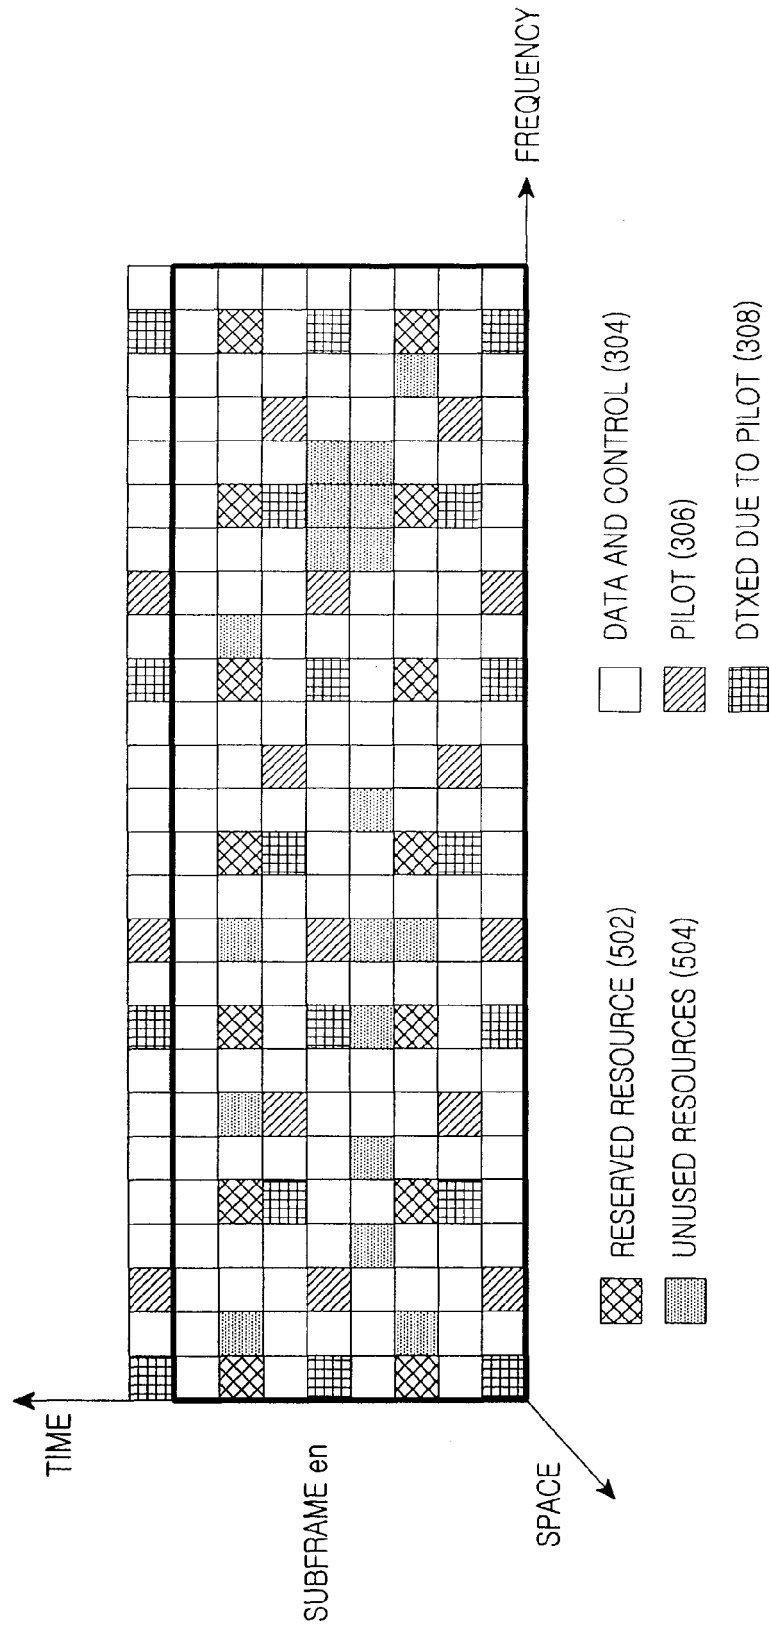 TIME
FREQUENCY
SUBFRAME en
SPACE
RESERVED RESOURCE (502)
UNUSED RESOURCES (504)
DATA AND CONTROL (304)
PILOT (306)
DTXED DUE TO PILOT (308)